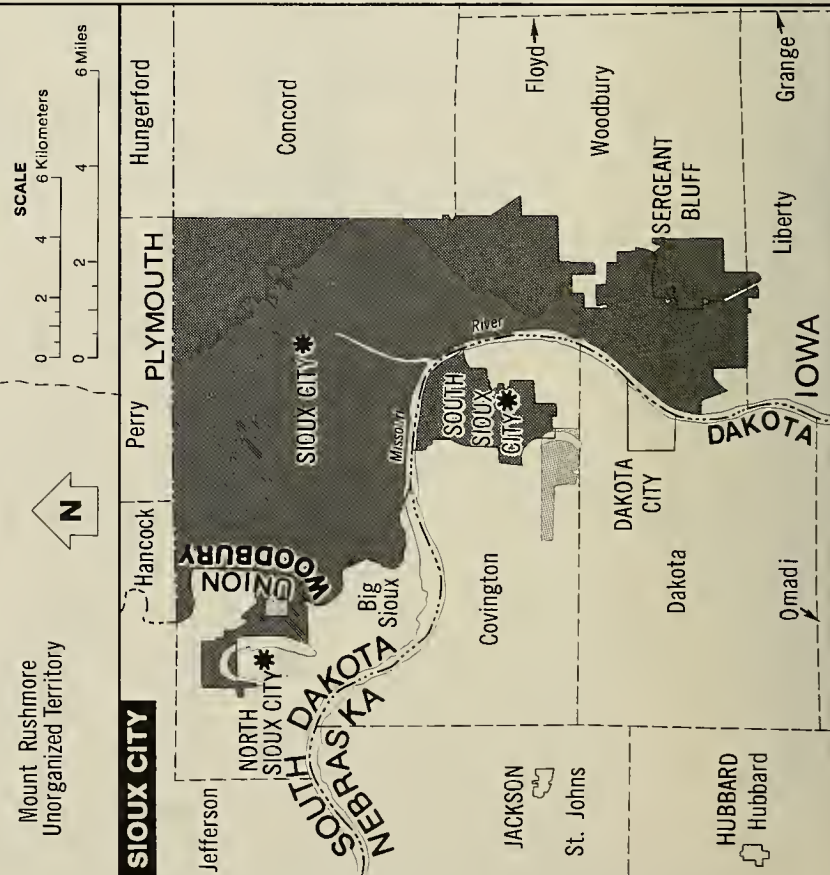 Mount Rushmore
Unorganized Territory
N
SCALE
0 2 4 6 Kilometers
0 2 4 6 Miles
SIOUX CITY
Hancock
Perry
PLYMOUTH
Hungerford
Jefferson
UNION
WOODBURY
Concord
NORTH
SIOUX CITY
SIOUX CITY
Big
Sioux
SOUTH DAKOTA
NEBRASKA
Missouri
River
SOUTH
SIOUX
CITY
Floyd
Woodbury
Covington
SERGEANT
BLUFF
JACKSON
St. Johns
DAKOTA
CITY
Dakota
DAKOTA
IOWA
Liberty
Grange
HUBBARD
Hubbard
Omadi